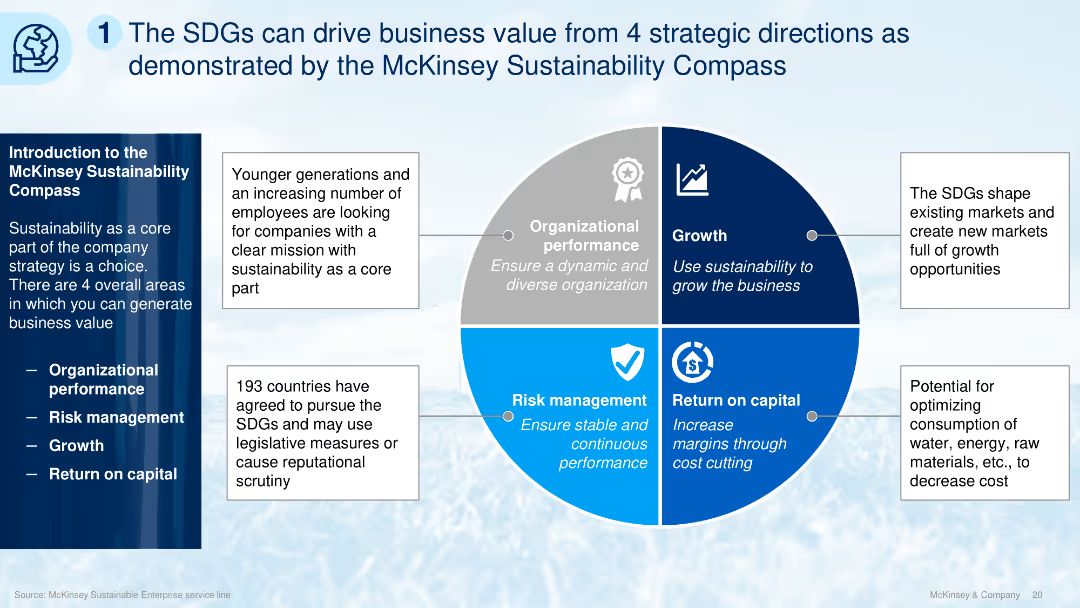 1 The SDGs can drive business value from 4 strategic directions as
demonstrated by the McKinsey Sustainability Compass
Introduction to the
McKinsey Sustainability
Compass
Sustainability as a core
part of the company
strategy is a choice.
There are 4 overall areas
in which you can generate
business value
– Organizational
performance
– Risk management
– Growth
– Return on capital
Younger generations and
an increasing number of
employees are looking
for companies with a
clear mission with
sustainability as a core
part
193 countries have
agreed to pursue the
SDGs and may use
legislative measures or
cause reputational
scrutiny
Organizational
performance
Ensure a dynamic and
diverse organization
Growth
Use sustainability to
grow the business
Risk management
Ensure stable and
continuous
performance
$
Return on capital
Increase
margins through
cost cutting
The SDGs shape
existing markets and
create new markets
full of growth
opportunities
Potential for
optimizing
consumption of
water, energy, raw
materials, etc., to
decrease cost
Source: McKinsey Sustainable Enterprise service line
McKinsey & Company 20